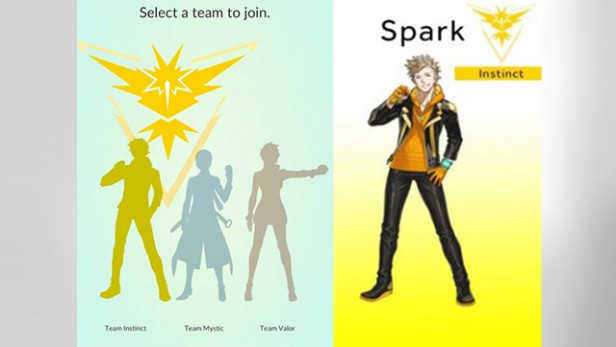 Select a team to join.
Team Instinct
Team Mystic
Team Valor
Spark
Instinct